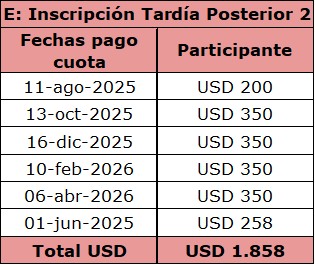 E: Inscripción Tardía Posterior 2
Fechas pago cuota Participante
11-ago-2025 USD 200
13-oct-2025 USD 350
16-dic-2025 USD 350
10-feb-2026 USD 350
06-abr-2026 USD 350
01-jun-2025 USD 258
Total USD USD 1.858